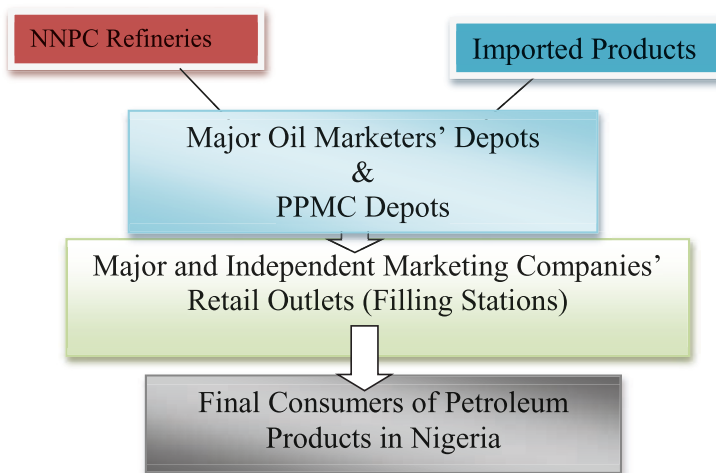 NNPC Refineries
Imported Products
Major Oil Marketers’ Depots
&
PPMC Depots
Major and Independent Marketing Companies’
Retail Outlets (Filling Stations)
Final Consumers of Petroleum
Products in Nigeria